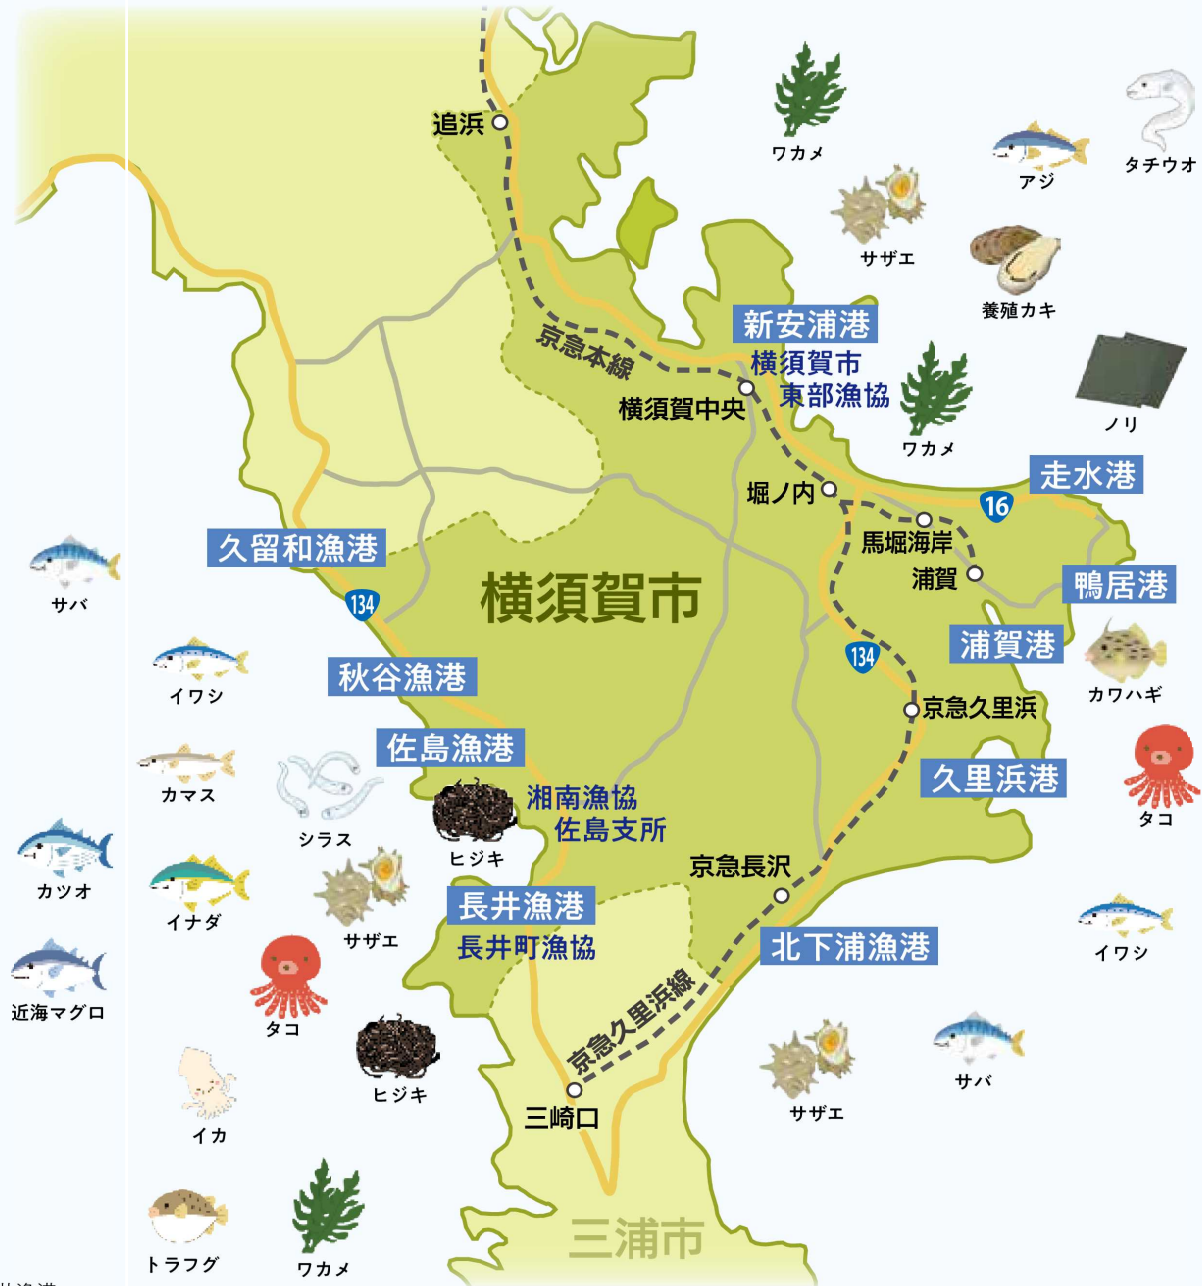 追浜
ワカメ
アジ
タチウオ
サザエ
養殖カキ
新安浦港
横須賀市
東部漁協
京急本線
横須賀中央
ワカメ
ノリ
走水港
堀ノ内
16
馬堀海岸
浦賀
鴨居港
久留和漁港
サバ
134
横須賀市
浦賀港
134
カワハギ
イワシ
秋谷漁港
京急久里浜
佐島漁港
久里浜港
カマス
シラス
ヒジキ
湘南漁協
佐島支所
タコ
カツオ
イナダ
サザエ
京急長沢
長井漁港
長井町漁協
北下浦漁港
イワシ
近海マグロ
タコ
ヒジキ
京急久里浜線
サバ
サザエ
イカ
三崎口
トラフグ
ワカメ
三浦市